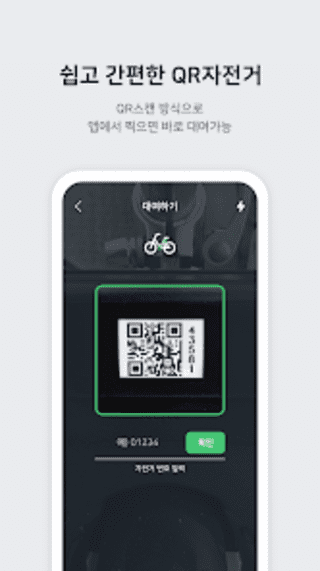 쉽고 간편한 QR자전거
QR스캔 방식으로
앱에서 찍으면 바로 대여가능
대여하기
43581
예) 01234
확인
자전거 번호 입력